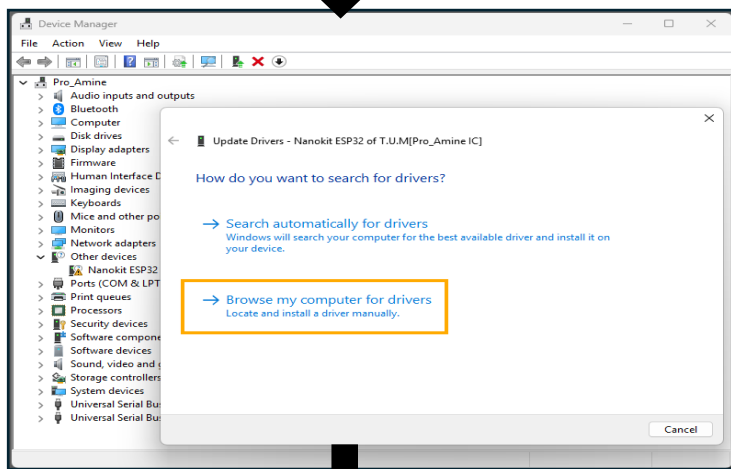 Device Manager
File Action View Help
Pro_Amine
Audio inputs and outputs
Bluetooth
Computer
Disk drives
Display adapters
Firmware
Human Interface D
Imaging devices
Keyboards
Mice and other po
Monitors
Network adapters
Other devices
Nanokit ESP32
Ports (COM & LPT
Print queues
Processors
Security devices
Software compone
Software devices
Sound, video and g
Storage controllers
System devices
Universal Serial Bu
Universal Serial Bu
Update Drivers - Nanokit ESP32 of T.U.M[Pro_Amine IC]
How do you want to search for drivers?
Search automatically for drivers
Windows will search your computer for the best available driver and install it on
your device.
Browse my computer for drivers
Locate and install a driver manually.
Cancel